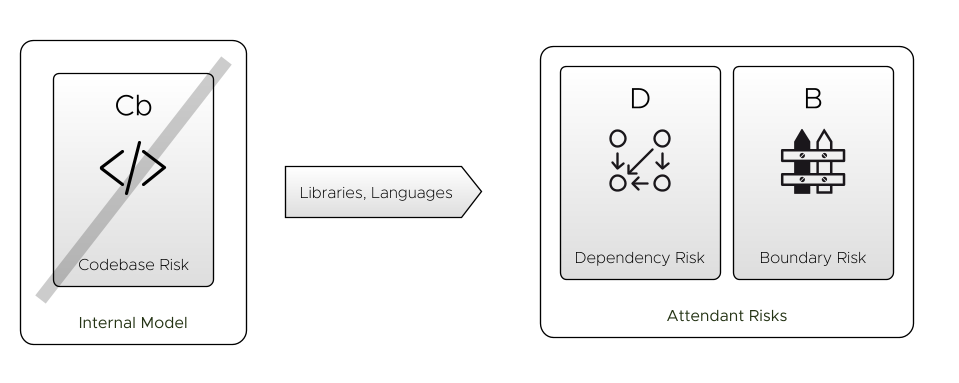 Cb
</>
Codebase Risk
Internal Model
Libraries, Languages
D
Dependency Risk
B
Boundary Risk
Attendant Risks